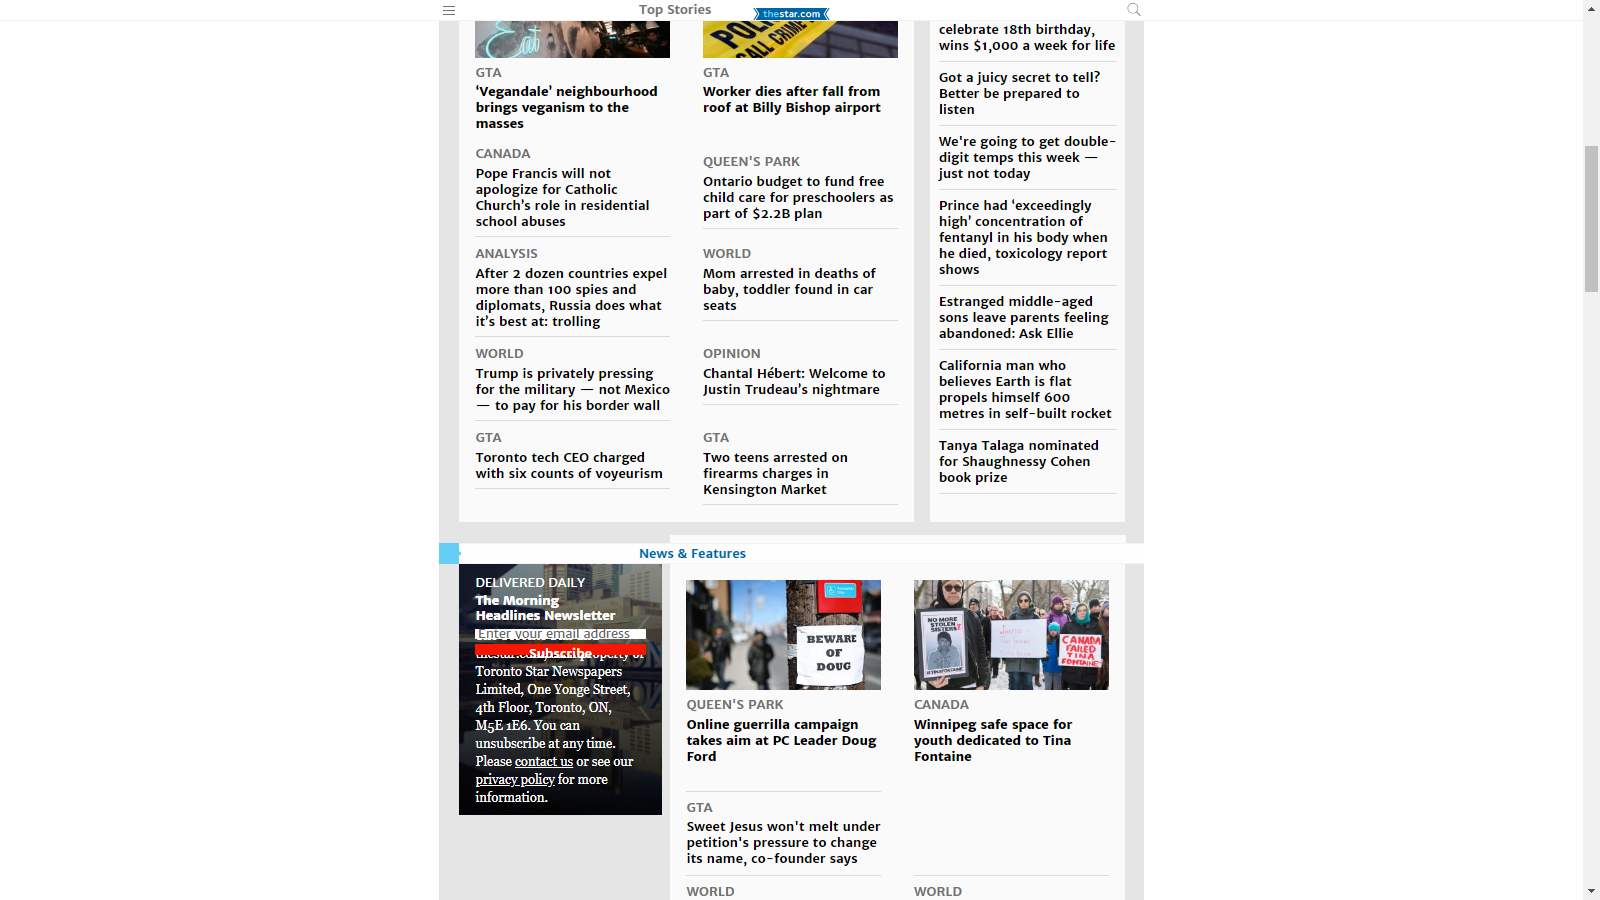 Top Stories
thestar.com
Eat
POLI
CALL CRIME
GTA
‘Vegandale’ neighbourhood
brings veganism to the
masses
CANADA
Pope Francis will not
apologize for Catholic
Church’s role in residential
school abuses
ANALYSIS
After 2 dozen countries expel
more than 100 spies and
diplomats, Russia does what
it’s best at: trolling
WORLD
Trump is privately pressing
for the military — not Mexico
— to pay for his border wall
GTA
Toronto tech CEO charged
with six counts of voyeurism
GTA
Worker dies after fall from
roof at Billy Bishop airport
QUEEN'S PARK
Ontario budget to fund free
child care for preschoolers as
part of $2.2B plan
WORLD
Mom arrested in deaths of
baby, toddler found in car
seats
OPINION
Chantal Hébert: Welcome to
Justin Trudeau’s nightmare
GTA
Two teens arrested on
firearms charges in
Kensington Market
celebrate 18th birthday,
wins $1,000 a week for life
Got a juicy secret to tell?
Better be prepared to
listen
We're going to get double-
digit temps this week —
just not today
Prince had ‘exceedingly
high’ concentration of
fentanyl in his body when
he died, toxicology report
shows
Estranged middle-aged
sons leave parents feeling
abandoned: Ask Ellie
California man who
believes Earth is flat
propels himself 600
metres in self-built rocket
Tanya Talaga nominated
for Shaughnessy Cohen
book prize
News & Features
DELIVERED DAILY
The Morning
Headlines Newsletter
Enter your email address
Subscribe
Toronto Star Newspapers
Limited, One Yonge Street,
4th Floor, Toronto, ON,
M5E 1E6. You can
unsubscribe at any time.
Please contact us or see our
privacy policy for more
information.
BEWARE
OF
DOUG
QUEEN'S PARK
Online guerrilla campaign
takes aim at PC Leader Doug
Ford
NO MORE
STOLEN
SISTERS
CANADA
FAILED
TINA
FONTAINE
CANADA
Winnipeg safe space for
youth dedicated to Tina
Fontaine
GTA
Sweet Jesus won't melt under
petition's pressure to change
its name, co-founder says
WORLD
WORLD